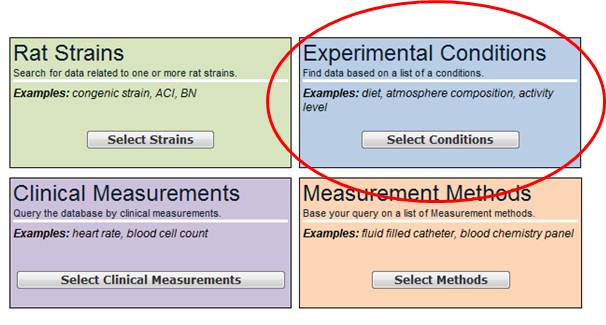 Rat Strains
Search for data related to one or more rat strains.
Examples: congenic strain, ACI, BN
Select Strains
Experimental Conditions
Find data based on a list of a conditions.
Examples: diet, atmosphere composition, activity
level
Select Conditions
Clinical Measurements
Query the database by clinical measurements.
Examples: heart rate, blood cell count
Select Clinical Measurements
Measurement Methods
Base your query on a list of Measurement methods.
Examples: fluid filled catheter, blood chemistry panel
Select Methods